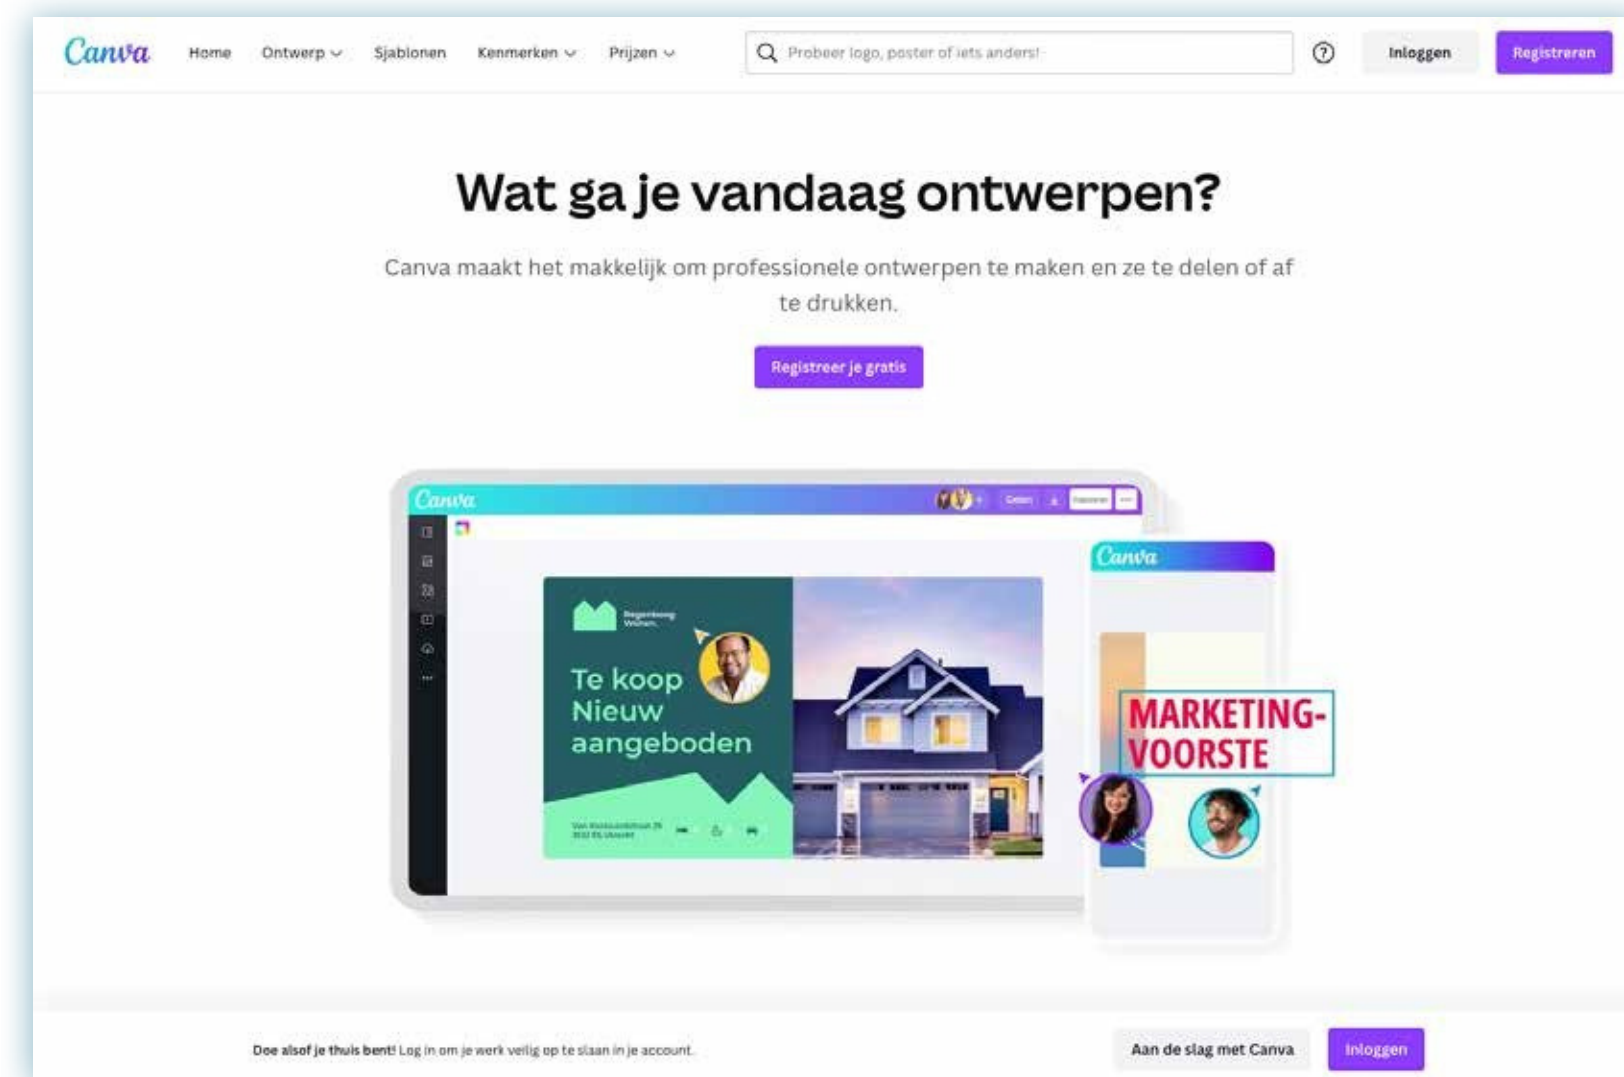 Canva
Home Ontwerp Sjablonen Kenmerken Prijzen Probeer logo, poster of iets anders! Inloggen Registreren
Wat ga je vandaag ontwerpen?
Canva maakt het makkelijk om professionele ontwerpen te maken en ze te delen of af
te drukken.
Registreer je gratis
Canva
Delen
Canva
Regenboog
Wonen.
Te koop
Nieuw
aangeboden
MARKETING-
VOORSTE
Doe alsof je thuis bent! Log in om je werk veilig op te slaan in je account.
Aan de slag met Canva Inloggen